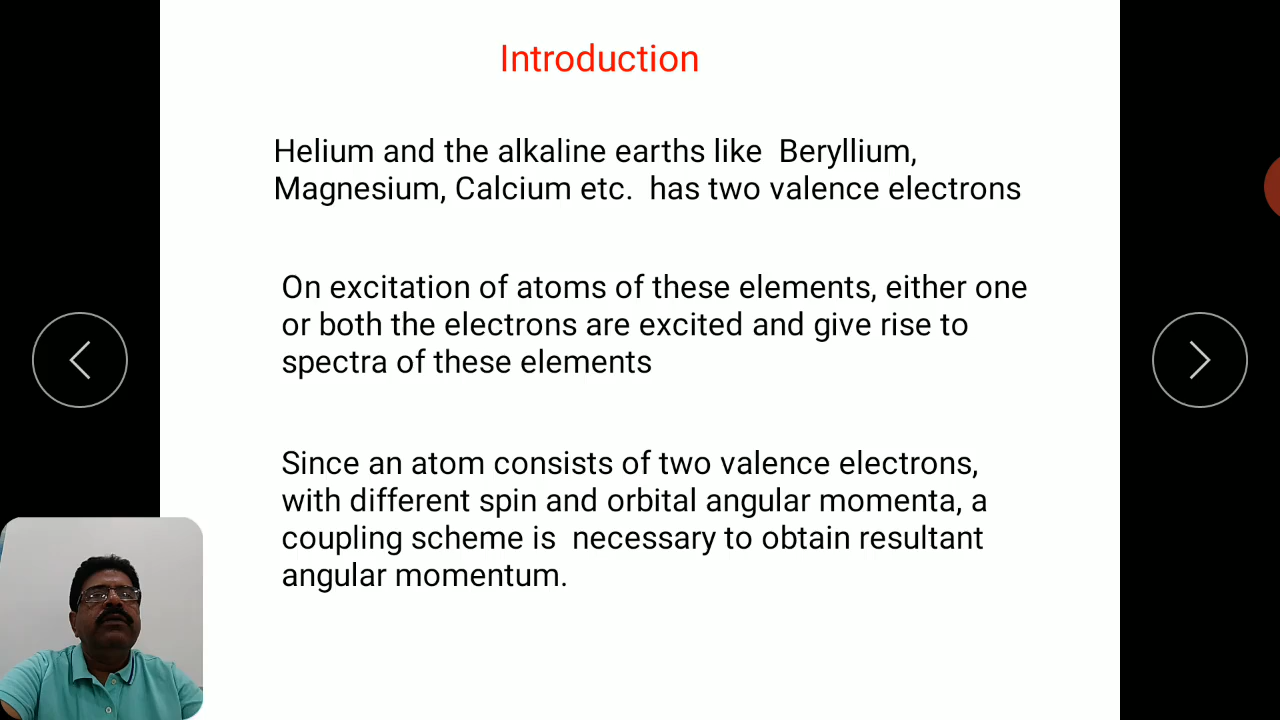 Introduction
Helium and the alkaline earths like  Beryllium,
Magnesium, Calcium etc.  has two valence electrons
On excitation of atoms of these elements, either one
or both the electrons are excited and give rise to
spectra of these elements
Since an atom consists of two valence electrons,
with different spin and orbital angular momenta, a
coupling scheme is  necessary to obtain resultant
angular momentum.